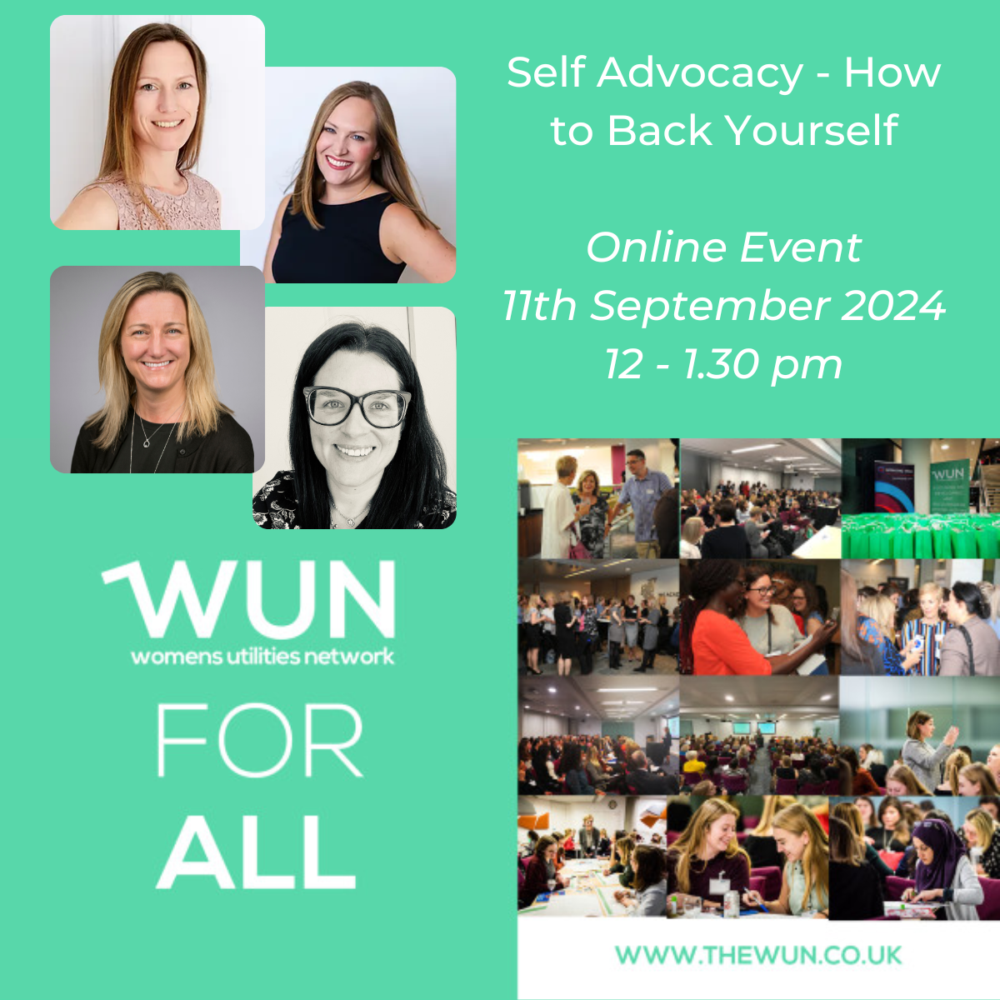 Self Advocacy - How
to Back Yourself
Online Event
11th September 2024
12 - 1.30 pm
WUN
womens utilities network
FOR
ALL
WUN
WWW.THEWUN.CO.UK